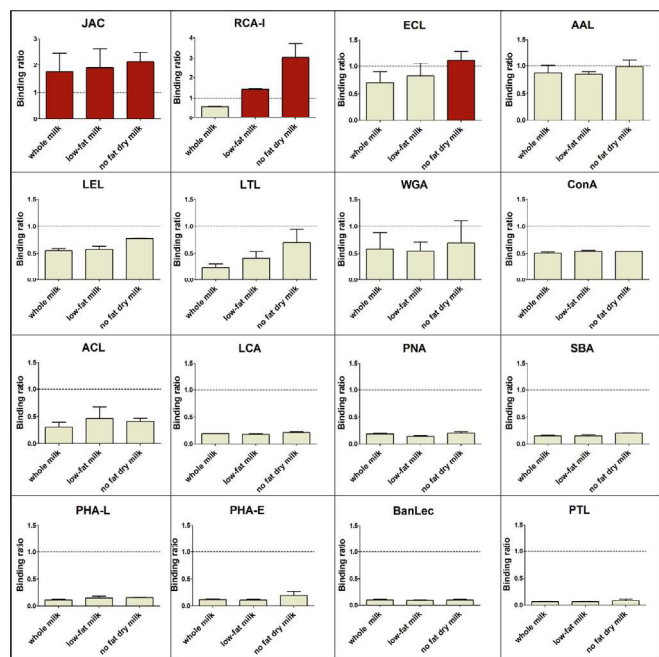 JAC
RCA-I
ECL
AAL
Binding ratio
3
2
1
0
whole milk
low-fat milk
no fat dry milk
Binding ratio
4
3
2
1
0
whole milk
low-fat milk
no fat dry milk
Binding ratio
1.5
1.0
0.5
0.0
whole milk
low-fat milk
no fat dry milk
Binding ratio
1.5
1.0
0.5
0.0
whole milk
low-fat milk
no fat dry milk
LEL
LTL
WGA
ConA
Binding ratio
1.5
1.0
0.5
0.0
whole milk
low-fat milk
no fat dry milk
Binding ratio
1.5
1.0
0.5
0.0
whole milk
low-fat milk
no fat dry milk
Binding ratio
1.5
1.0
0.5
0.0
whole milk
low-fat milk
no fat dry milk
Binding ratio
1.5
1.0
0.5
0.0
whole milk
low-fat milk
no fat dry milk
ACL
LCA
PNA
SBA
Binding ratio
1.5
1.0
0.5
0.0
whole milk
low-fat milk
no fat dry milk
Binding ratio
1.5
1.0
0.5
0.0
whole milk
low-fat milk
no fat dry milk
Binding ratio
1.5
1.0
0.5
0.0
whole milk
low-fat milk
no fat dry milk
Binding ratio
1.5
1.0
0.5
0.0
whole milk
low-fat milk
no fat dry milk
PHA-L
PHA-E
BanLec
PTL
Binding ratio
1.5
1.0
0.5
0.0
whole milk
low-fat milk
no fat dry milk
Binding ratio
1.5
1.0
0.5
0.0
whole milk
low-fat milk
no fat dry milk
Binding ratio
1.5
1.0
0.5
0.0
whole milk
low-fat milk
no fat dry milk
Binding ratio
1.5
1.0
0.5
0.0
whole milk
low-fat milk
no fat dry milk